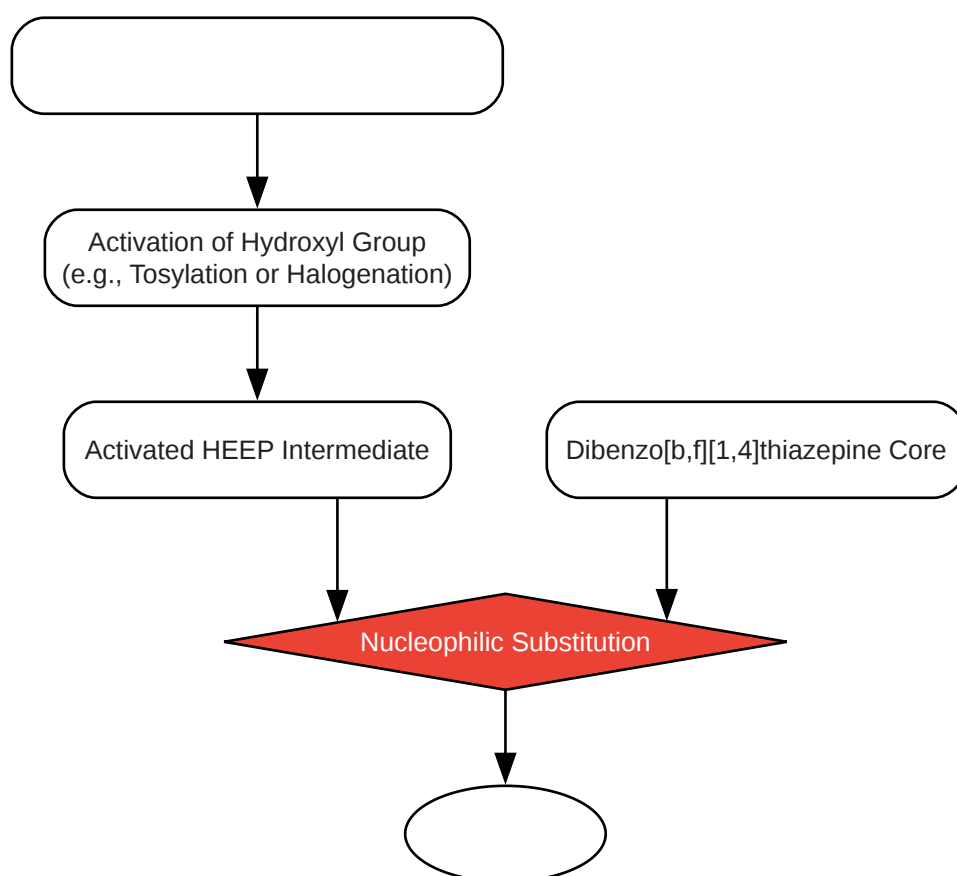 Activation of Hydroxyl Group
(e.g., Tosylation or Halogenation)
Activated HEEP Intermediate
Dibenzo[b,f][1,4]thiazepine Core
Nucleophilic Substitution